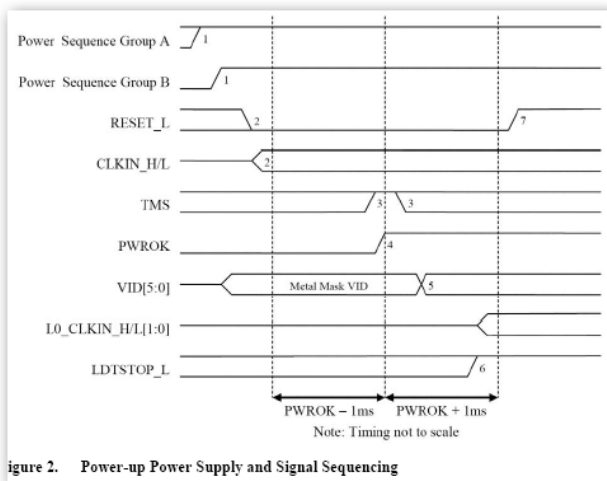 Power Sequence Group A 1
Power Sequence Group B 1
RESET_L 2 7
CLKIN_H/L 2
TMS 3 3
PWROK 4
VID[5:0] Metal Mask VID 5
L0_CLKIN_H/L[1:0]
LDTSTOP_L 6
PWROK – 1ms PWROK + 1ms
Note: Timing not to scale
igure 2. Power-up Power Supply and Signal Sequencing